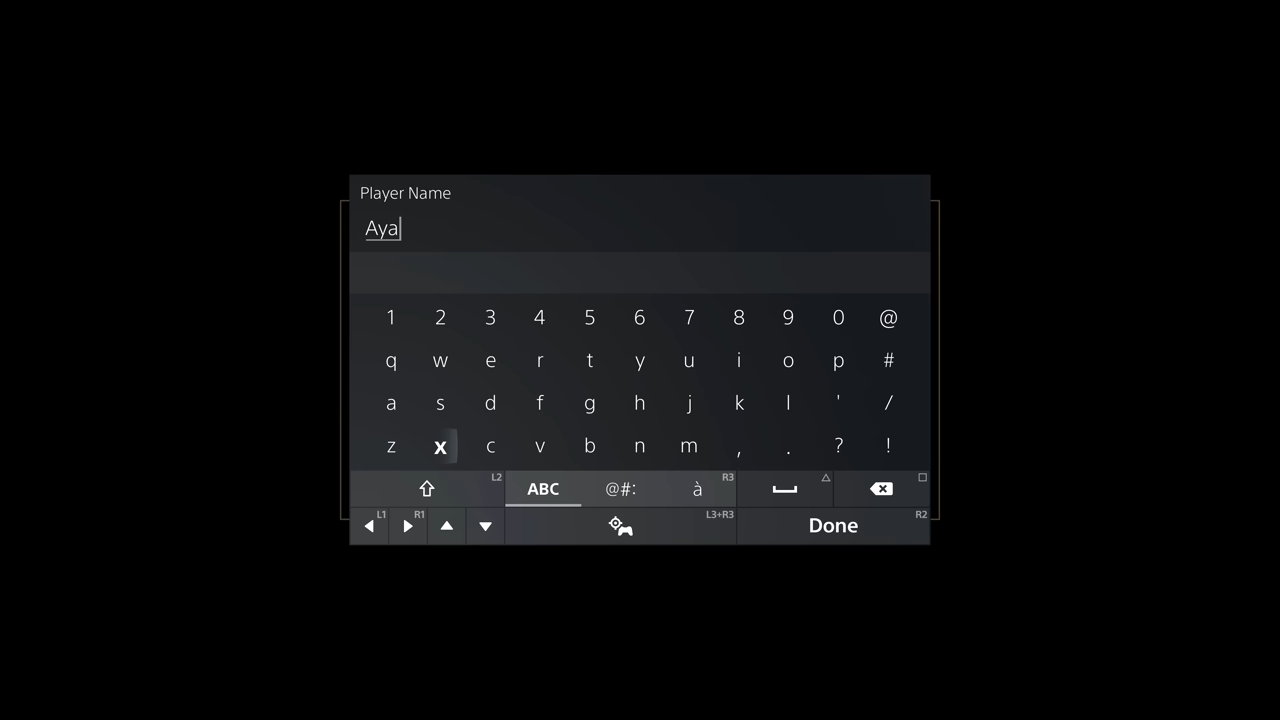 Player Name
Aya
1 2 3 4 5 6 7 8 9 0 @
q w e r t y u i o p #
a s d f g h j k l ' /
z x c v b n m , . ? !
L2 ABC @#: à R3
L1 R1 L3+R3 Done R2